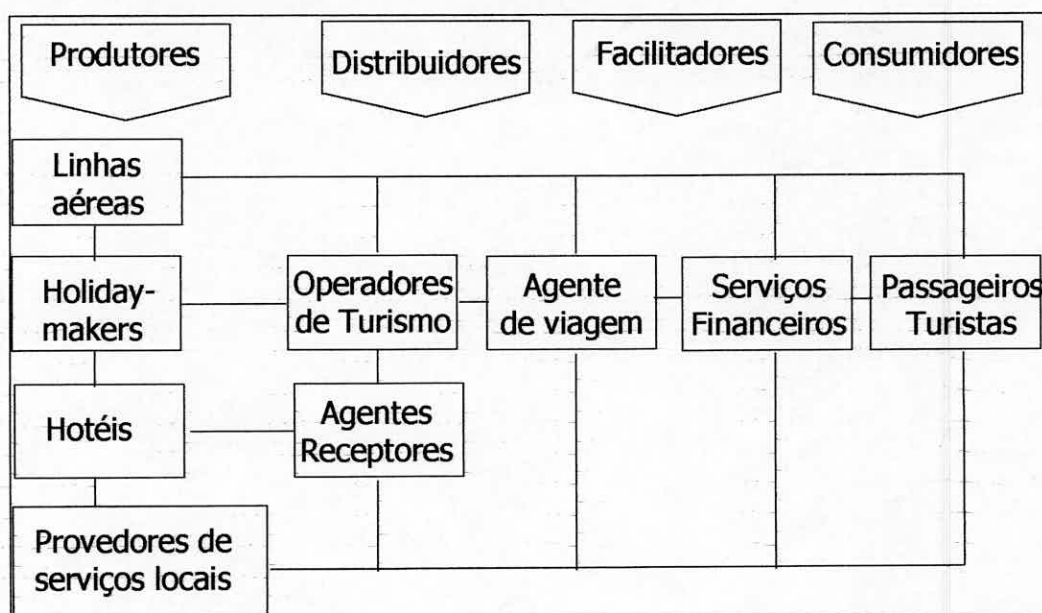 Produtores
Distribuidores
Facilitadores
Consumidores
Linhas
aéreas
Holiday-
makers
Operadores
de Turismo
Agente
de viagem
Serviços
Financeiros
Passageiros
Turistas
Hotéis
Agentes
Receptores
Provedores de
serviços locais